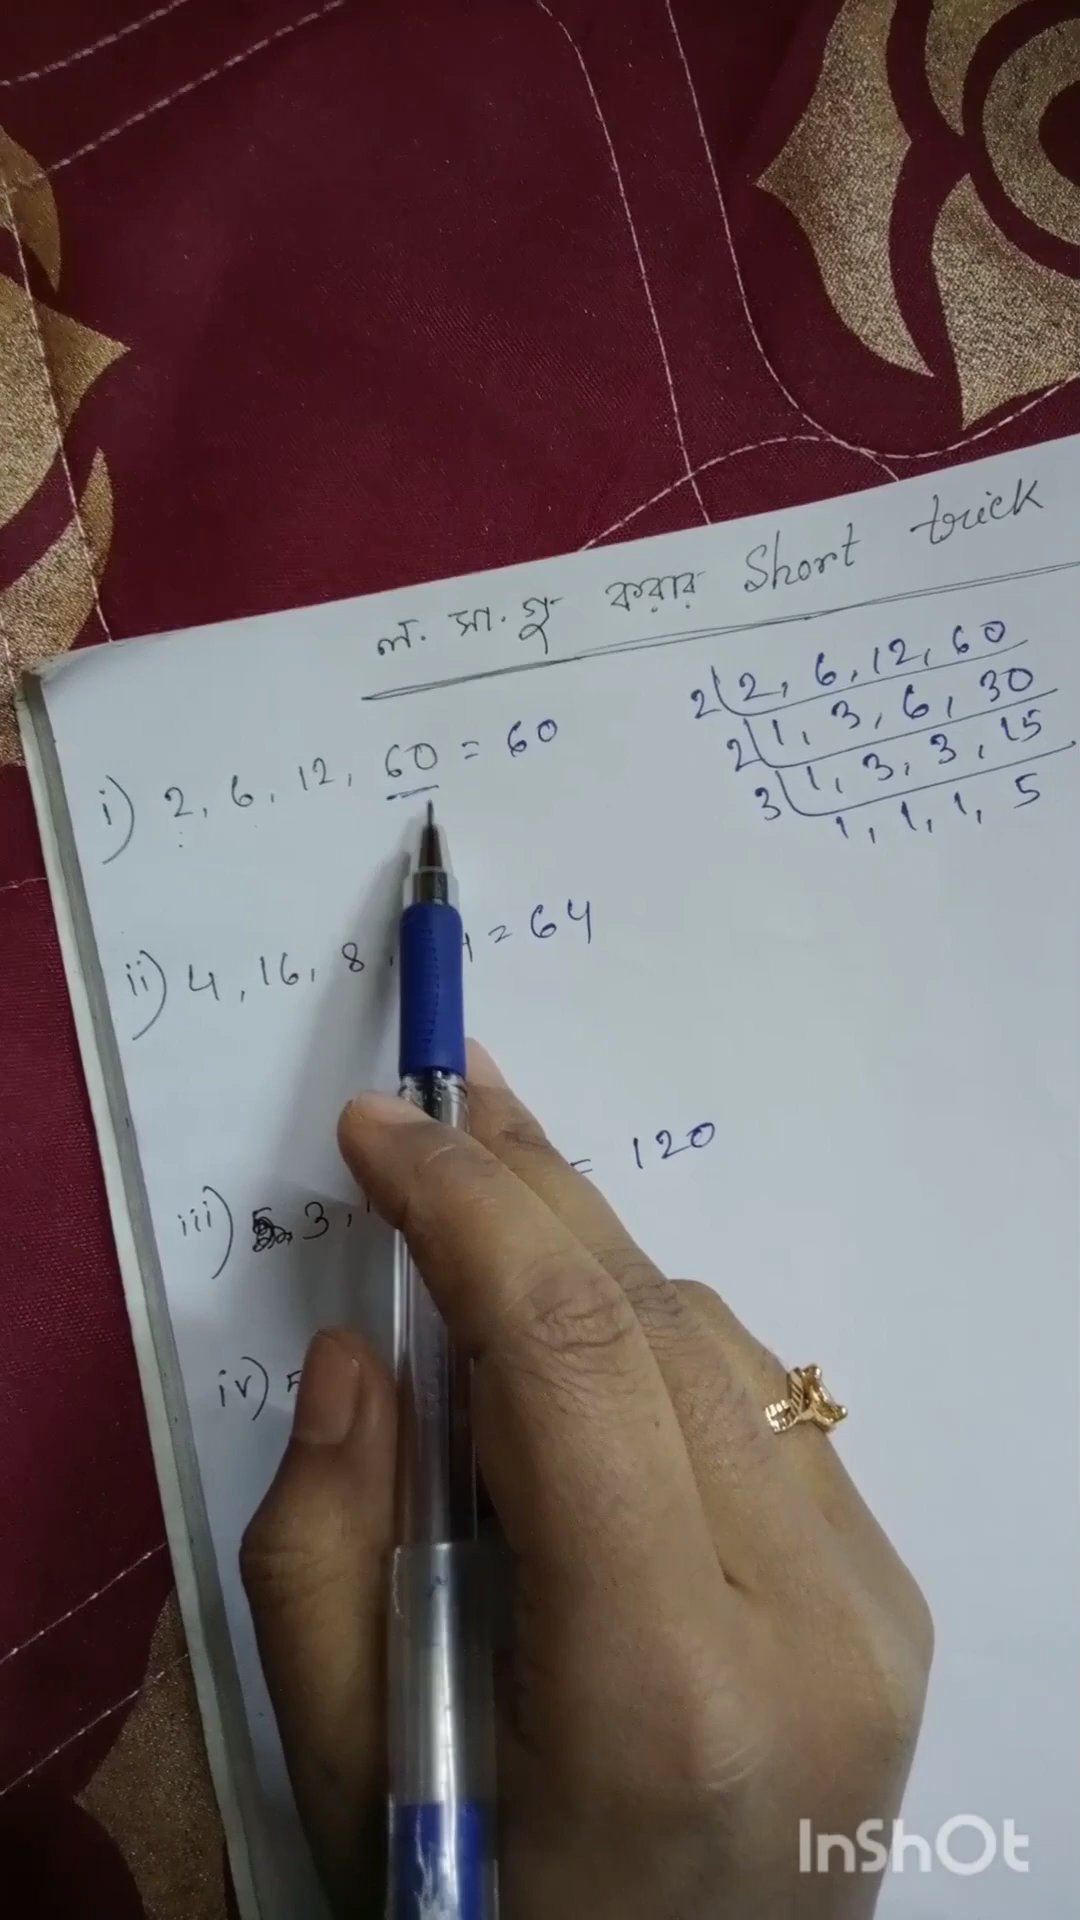 ল. সা. গু করার Short trick
i) 2, 6, 12, 60 = 60
2 2, 6, 12, 60
2 1, 3, 6, 30
3 1, 3, 3, 15
1, 1, 1, 5
ii) 4, 16, 8, = 64
iii) 3, = 120
iv)
InShOt